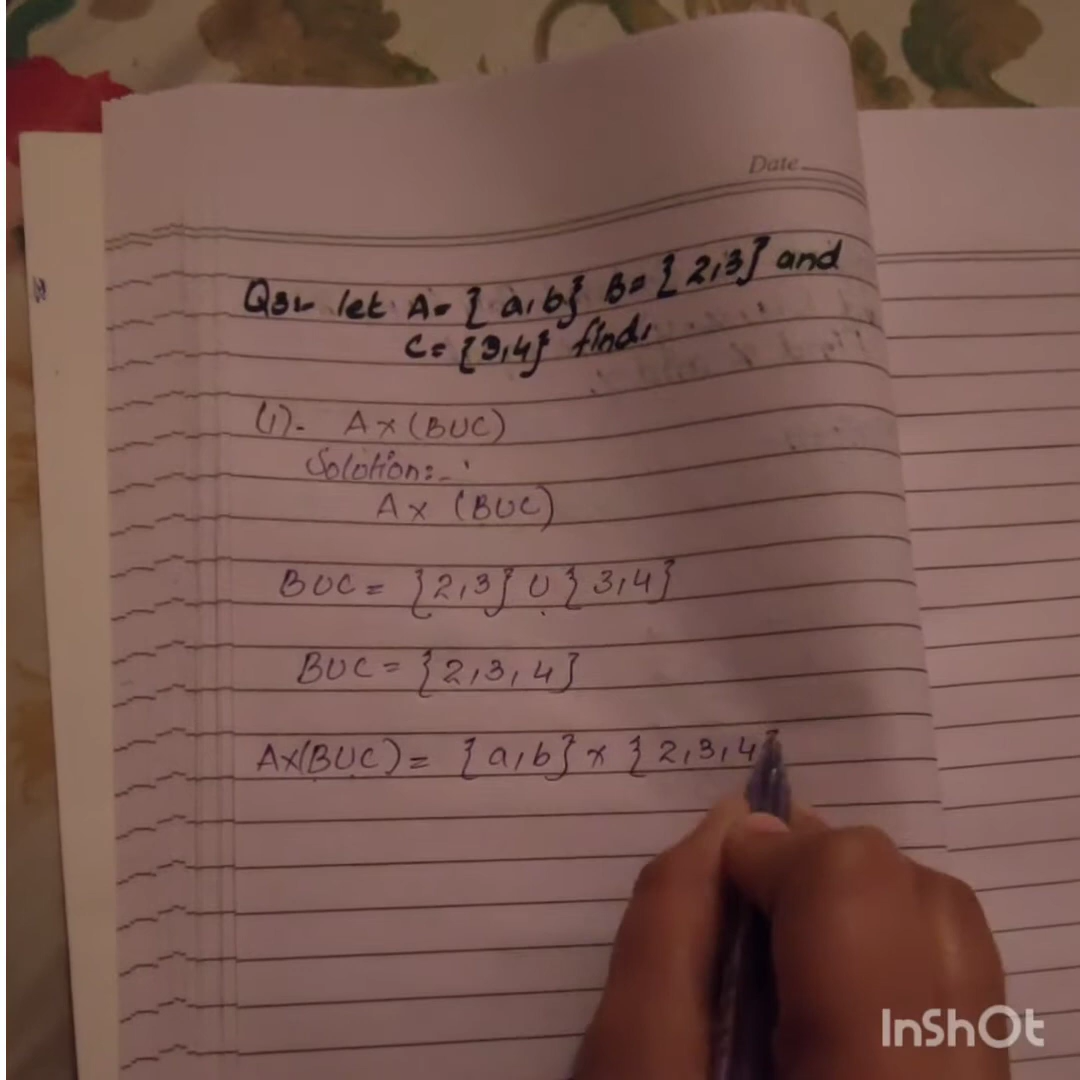 Date
Q3:- let A= { a,b} B= { 2,3} and
C= {3,4} find,
(1)- A×(BUC)
Solution:-
A× (BUC)
BUC = {2,3} U { 3,4}
BUC = {2,3,4}
A×(BUC) = {a,b} × { 2,3,4}
InShOt